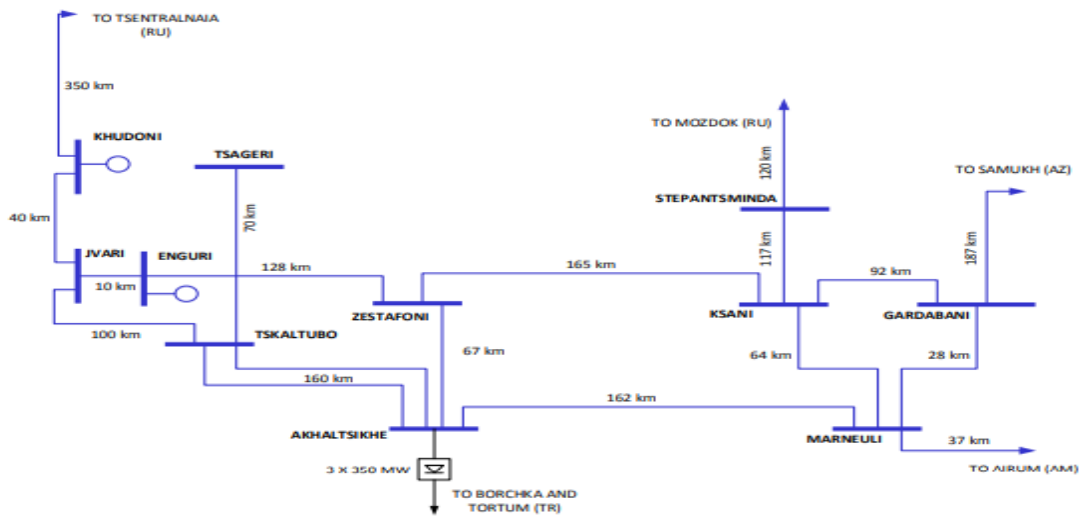 TO TSENTRALNAIA
(RU)
350 km
KHUDONI
TO MOZDOK (RU)
TSAGERI
120 km
TO SAMUKH (AZ)
STEPANTSMINDA
40 km
70 km
187 km
JVARI
ENGURI
117 km
128 km
165 km
92 km
10 km
ZESTAFONI
KSANI
GARDABANI
100 km
TSKALTUBO
67 km
64 km
28 km
160 km
162 km
AKHALTSIKHE
MARNEULI
37 km
3 X 350 MW
TO AIRUM (AM)
TO BORCHKA AND
TORTUM (TR)